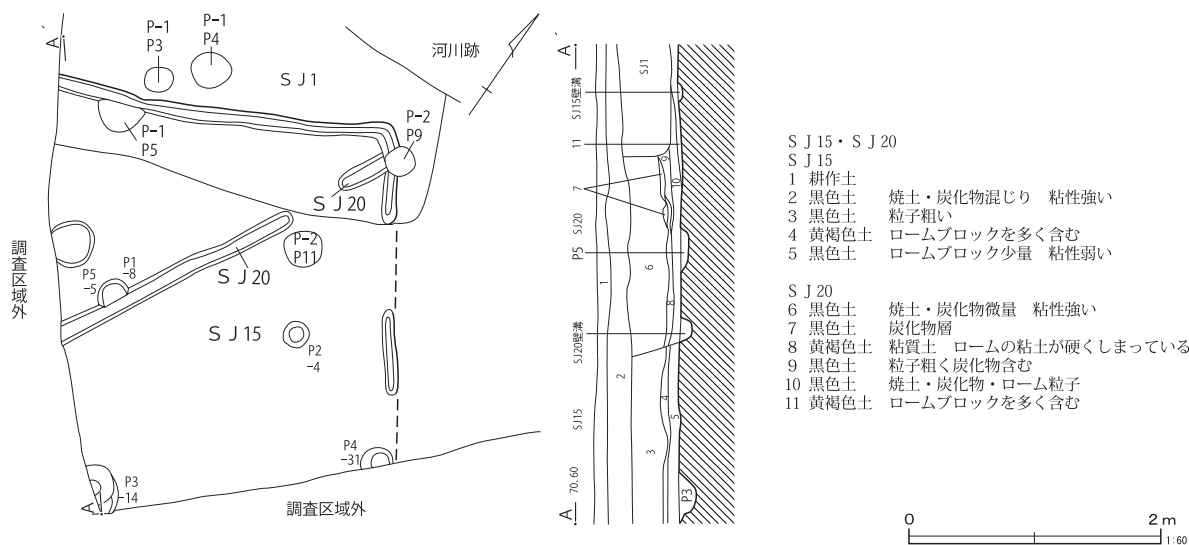 P-1
P3
P-1
P4
A
SJ1
河川跡
P-1
P5
P-2
P9
SJ20
P-2
P11
SJ20
P5
-5
P1
-8
SJ15
P2
-4
P4
-31
P3
-14
A
調査区域外
調査区域外
A
SJ1
SJ15壁溝
11
9
10
7
SJ20
P5
6
1
8
SJ20壁溝
2
4
5
SJ15
3
70.60
P3
A
SJ15・SJ20
SJ15
1 耕作土
2 黒色土 焼土・炭化物混じり 粘性強い
3 黒色土 粒子粗い
4 黄褐色土 ロームブロックを多く含む
5 黒色土 ロームブロック少量 粘性弱い
SJ20
6 黒色土 焼土・炭化物微量 粘性強い
7 黒色土 炭化物層
8 黄褐色土 粘質土 ロームの粘土が硬くしまっている
9 黒色土 粒子粗く炭化物含む
10 黒色土 焼土・炭化物・ローム粒子
11 黄褐色土 ロームブロックを多く含む
0 2m
1:60